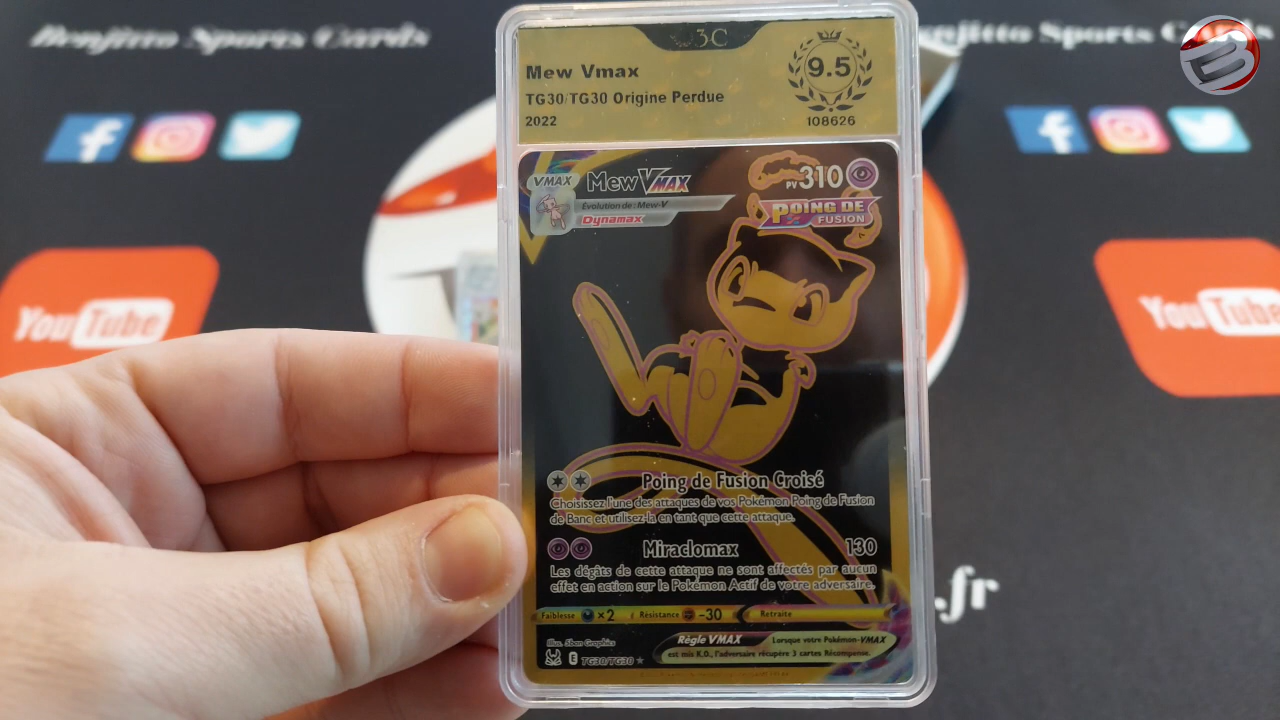 Benjitto Sports Cards
Benjitto Sports Cards
3C
Mew Vmax
TG30/TG30 Origine Perdue
2022
9.5
108626
VMAX
Mew VMAX
PV 310
Évolution de : Mew-V
Dynamax
POING DE
FUSION
YouTube
YouTube
Poing de Fusion Croisé
Choisissez l'une des attaques de vos Pokémon Poing de Fusion
de Banc et utilisez-la en tant que cette attaque.
Miraclomax 130
Les dégâts de cette attaque ne sont affectés par aucun
effet en action sur le Pokémon Actif de votre adversaire.
.fr
Faiblesse ×2 Résistance -30 Retraite
Illus. 5ban Graphics
Règle VMAX
Lorsque votre Pokémon-VMAX
est mis K.O., l'adversaire récupère 3 cartes Récompense.
E TG30/TG30